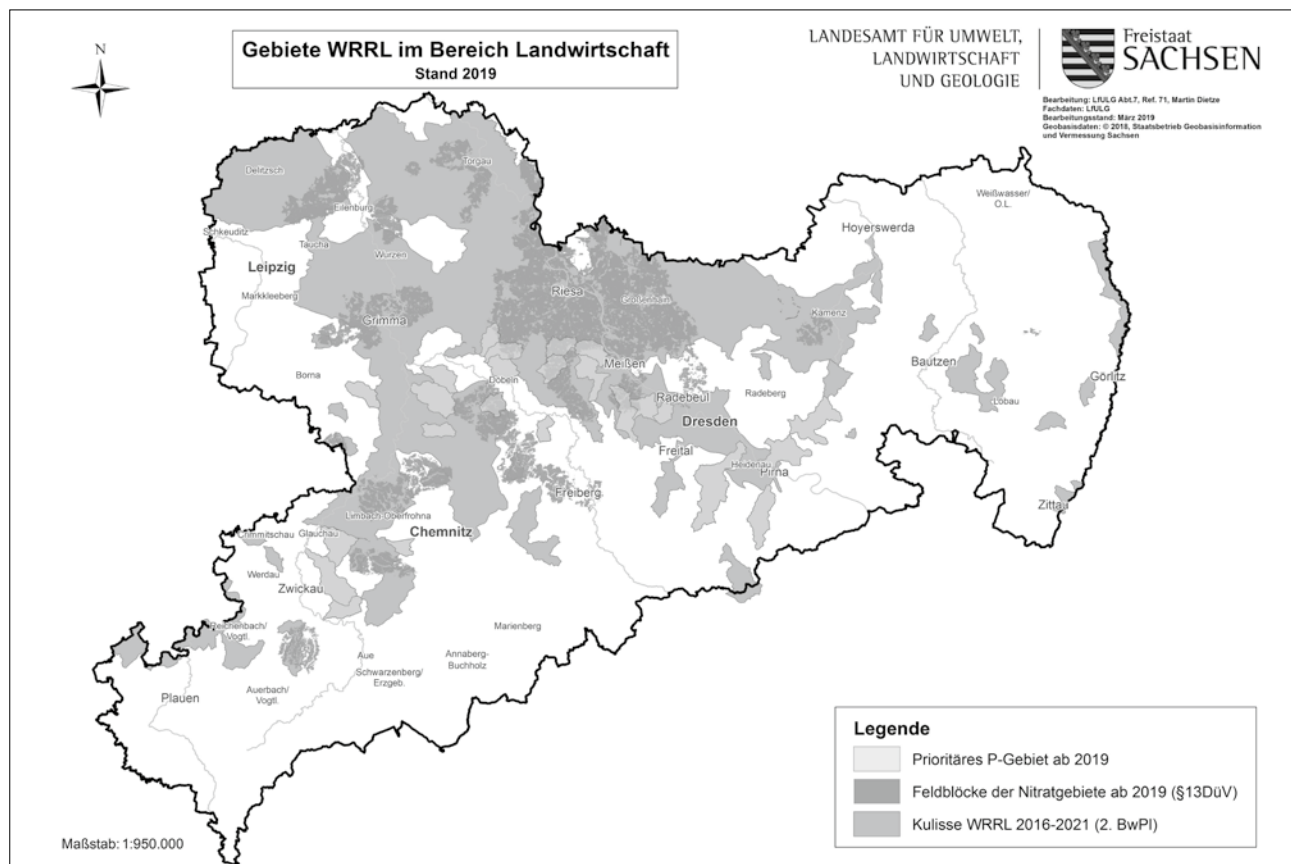 Gebiete WRRL im Bereich Landwirtschaft
Stand 2019
LANDESAMT FÜR UMWELT,
LANDWIRTSCHAFT
UND GEOLOGIE
Freistaat
SACHSEN
Bearbeitung: LfULG Abt.7, Ref. 71, Martin Dietze
Fachdaten: LfULG
Bearbeitungsstand: März 2019
Geobasisdaten: © 2018, Staatsbetrieb Geobasisinformation
und Vermessung Sachsen
N
Delitzsch
Torgau
Eilenburg
Schkeuditz
Taucha
Wurzen
Leipzig
Markkleeberg
Grimma
Borna
Riesa
Großenhain
Hoyerswerda
Weißwasser/
O.L.
Kamenz
Meißen
Döbeln
Radebeul
Radeberg
Bautzen
Görlitz
Löbau
Dresden
Freital
Heidenau
Pirna
Zittau
Freiberg
Limbach-Oberfrohna
Chemnitz
Crimmitschau
Glauchau
Werdau
Zwickau
Reichenbach/
Vogtl.
Marienberg
Aue
Annaberg-
Buchholz
Schwarzenberg/
Erzgeb.
Plauen
Auerbach/
Vogtl.
Legende
Prioritäres P-Gebiet ab 2019
Feldblöcke der Nitratgebiete ab 2019 (§13DüV)
Kulisse WRRL 2016-2021 (2. BwPl)
Maßstab: 1:950.000